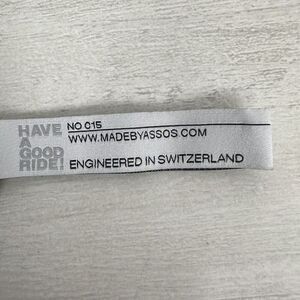 HAVE
A
GOOD
RIDE!
NO 015
WWW.MADEBYASSOS.COM
ENGINEERED IN SWITZERLAND